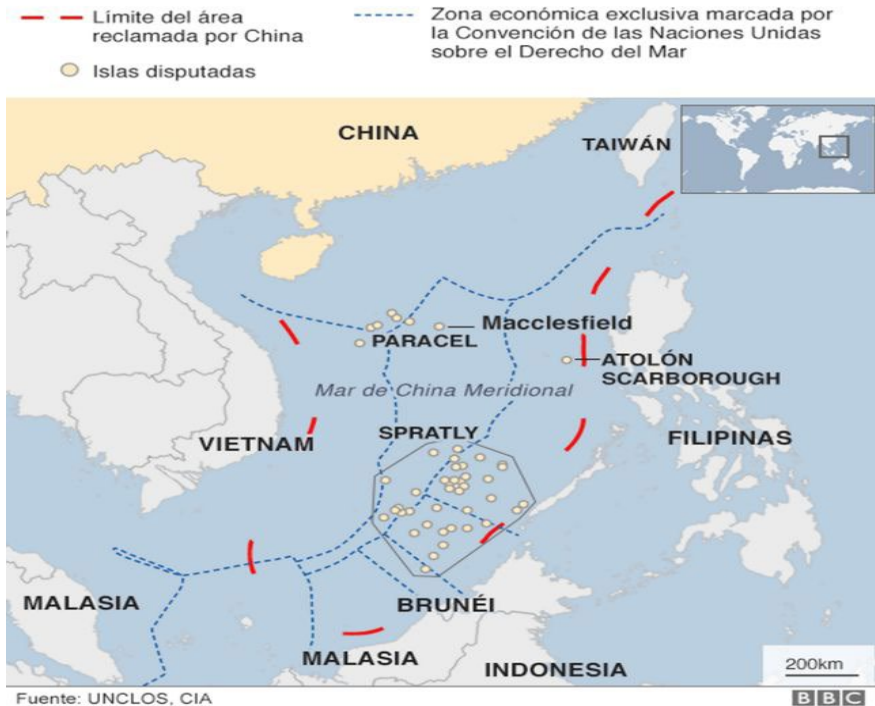 Límite del área
reclamada por China
Islas disputadas
Zona económica exclusiva marcada por
la Convención de las Naciones Unidas
sobre el Derecho del Mar
CHINA
TAIWÁN
Macclesfield
PARACEL
ATOLÓN
SCARBOROUGH
Mar de China Meridional
SPRATLY
VIETNAM
FILIPINAS
MALASIA
BRUNÉI
MALASIA
INDONESIA
200km
Fuente: UNCLOS, CIA
BBC